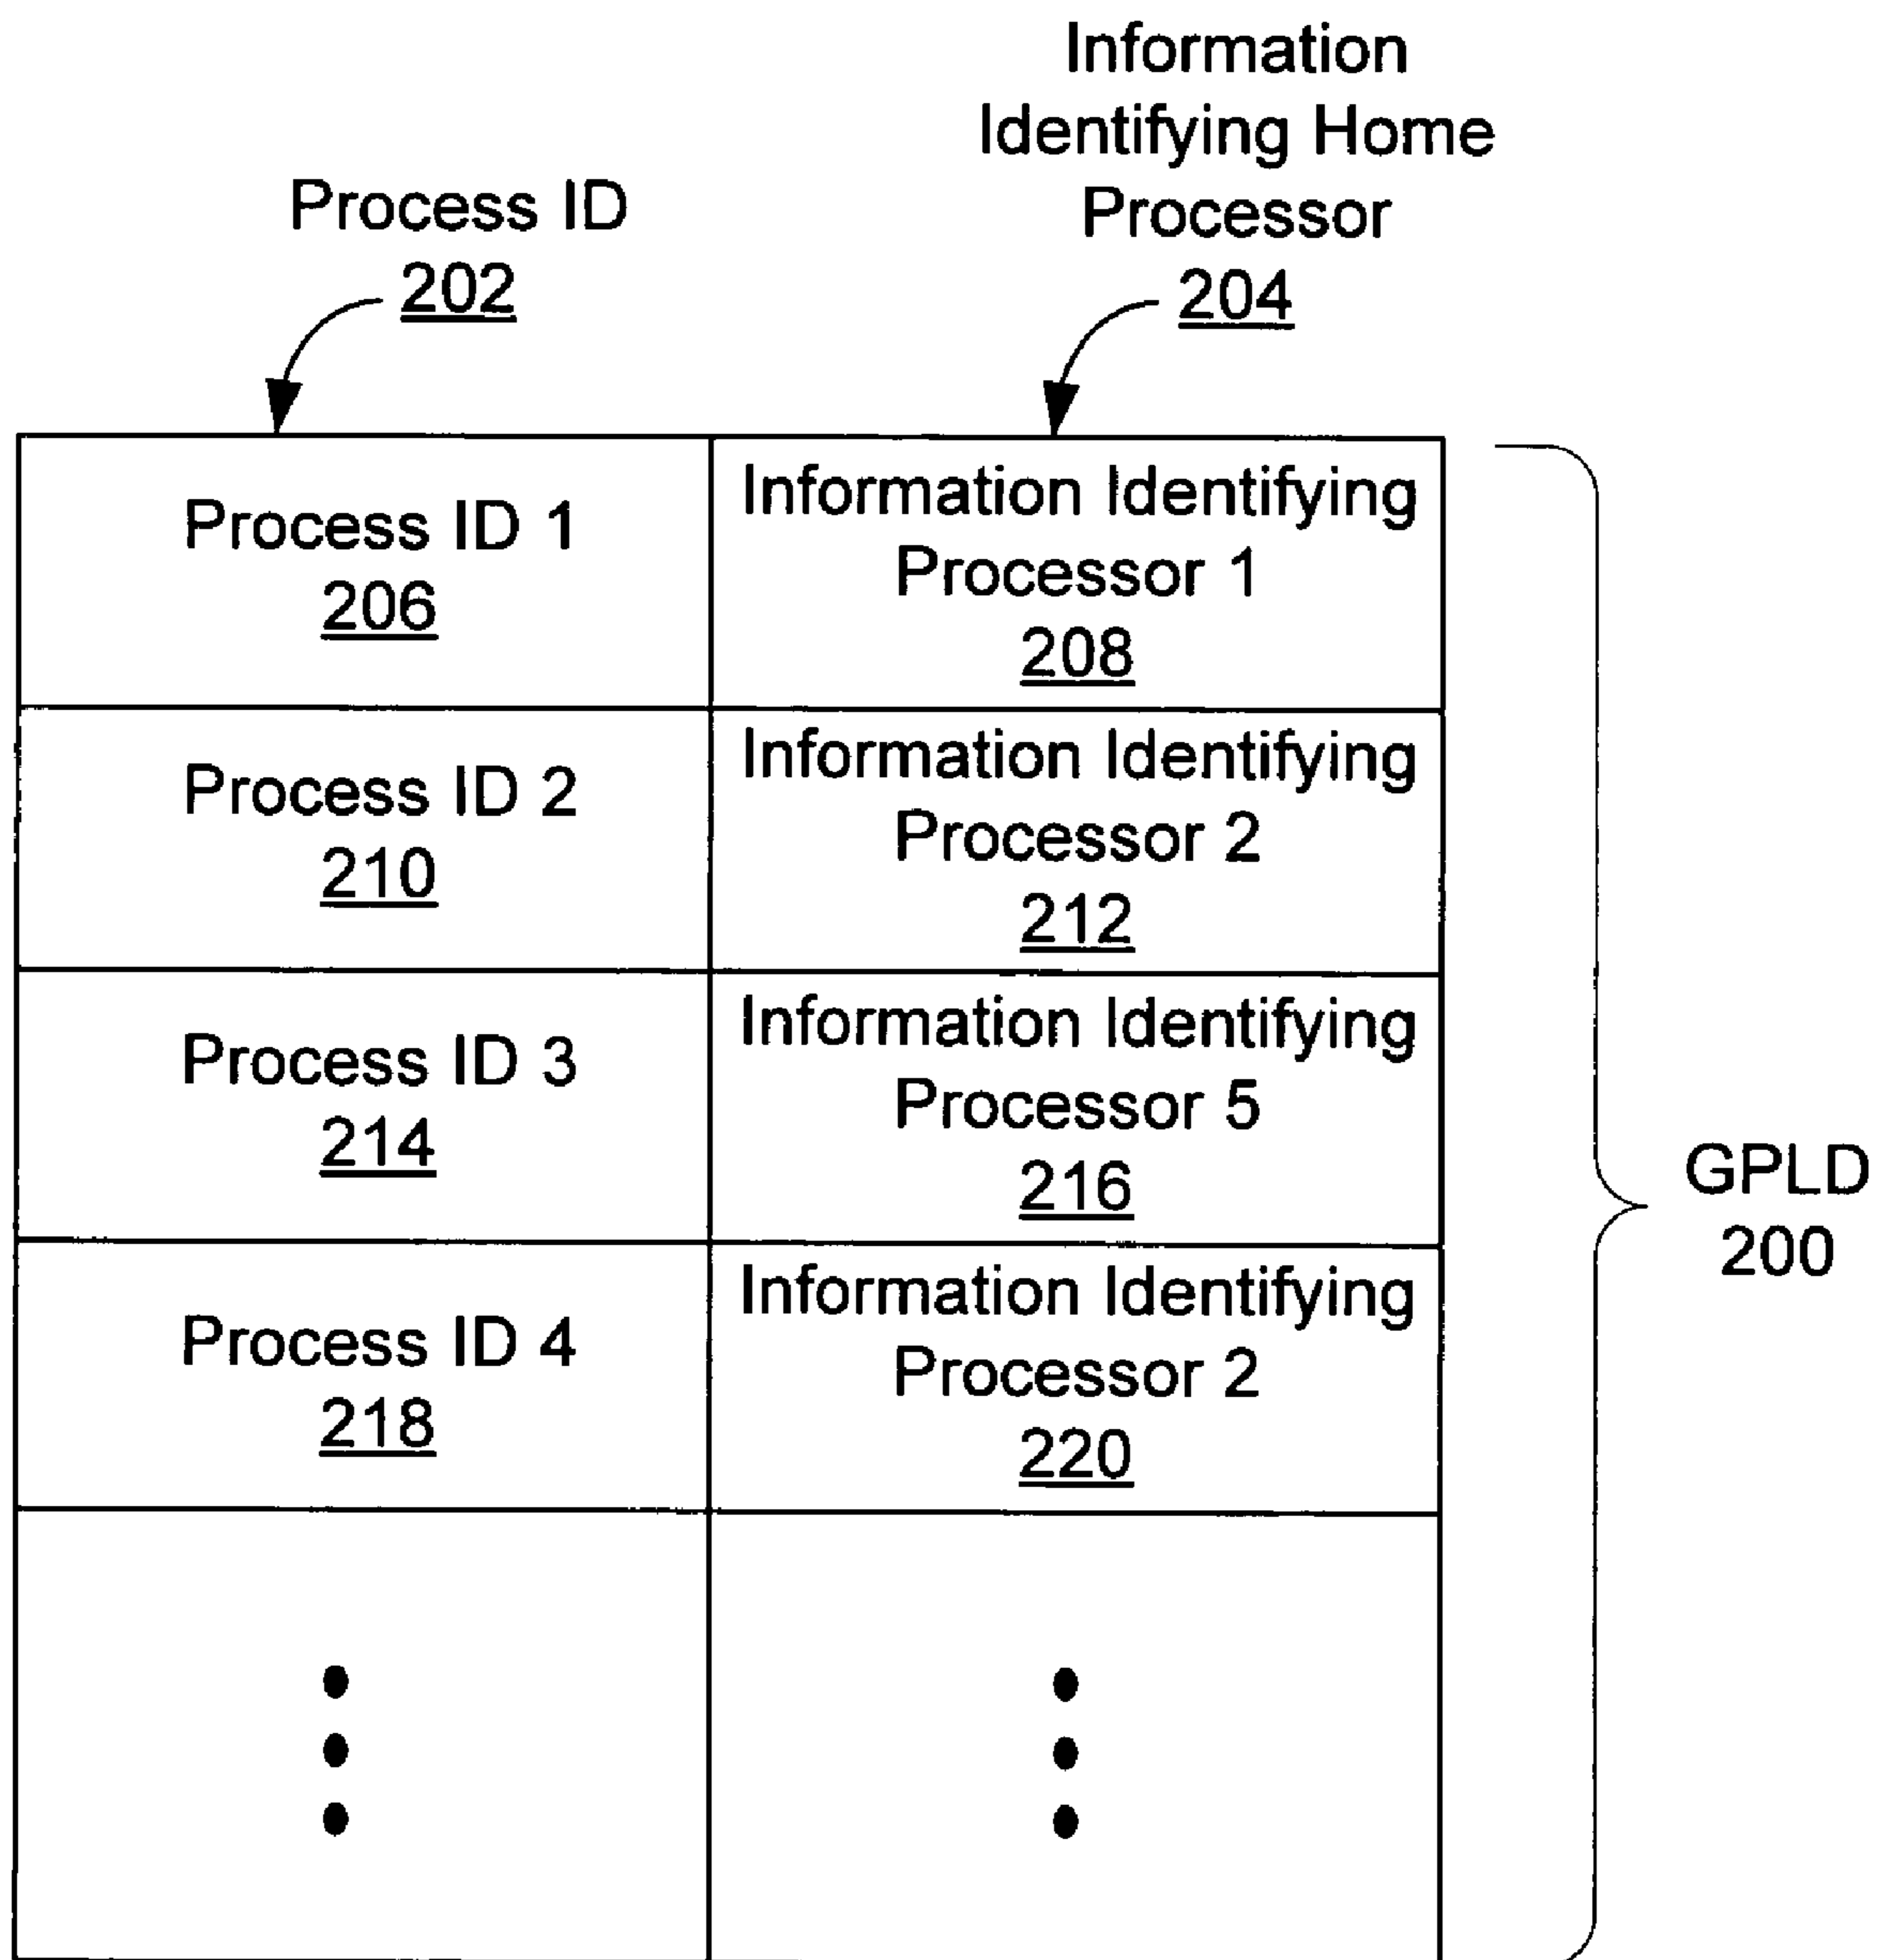 Information
Identifying Home
Processor
204
Process ID
202
Process ID 1
206
Information Identifying
Processor 1
208
Process ID 2
210
Information Identifying
Processor 2
212
Process ID 3
214
Information Identifying
Processor 5
216
Process ID 4
218
Information Identifying
Processor 2
220
GPLD
200